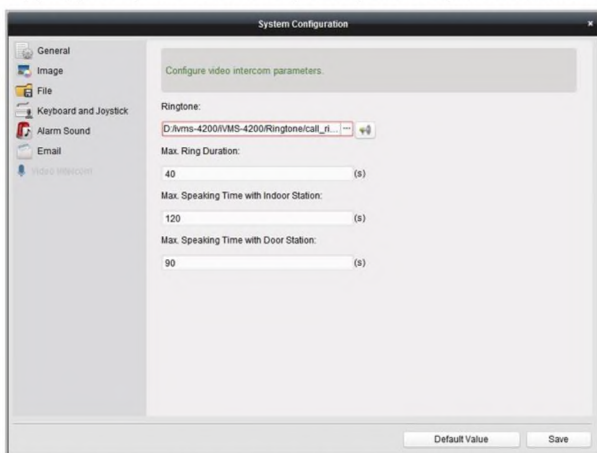 System Configuration
General
Image
File
Keyboard and Joystick
Alarm Sound
Email
Video Intercom
Configure video intercom parameters.
Ringtone:
D:/ivms-4200/iVMS-4200/Ringtone/call_ri... ...
Max. Ring Duration:
40 (s)
Max. Speaking Time with Indoor Station:
120 (s)
Max. Speaking Time with Door Station:
90 (s)
Default Value Save